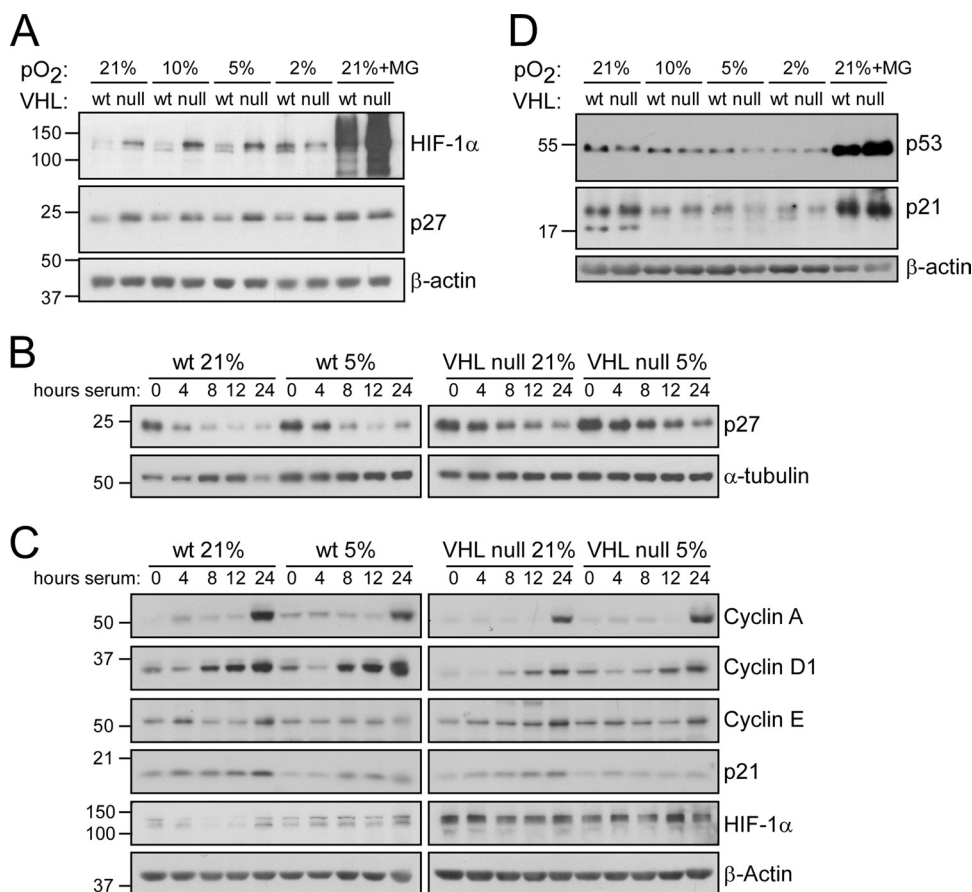 A
pO2: 21% 10% 5% 2% 21%+MG
VHL: wt null wt null wt null wt null wt null
150
100
HIF-1α
25
p27
50
37
β-actin
D
pO2: 21% 10% 5% 2% 21%+MG
VHL: wt null wt null wt null wt null wt null
55
p53
17
p21
β-actin
B
wt 21% wt 5% VHL null 21% VHL null 5%
hours serum: 0 4 8 12 24 0 4 8 12 24 0 4 8 12 24 0 4 8 12 24
25
p27
50
α-tubulin
C
wt 21% wt 5% VHL null 21% VHL null 5%
hours serum: 0 4 8 12 24 0 4 8 12 24 0 4 8 12 24 0 4 8 12 24
50
Cyclin A
37
Cyclin D1
50
Cyclin E
21
p21
150
100
HIF-1α
37
β-Actin